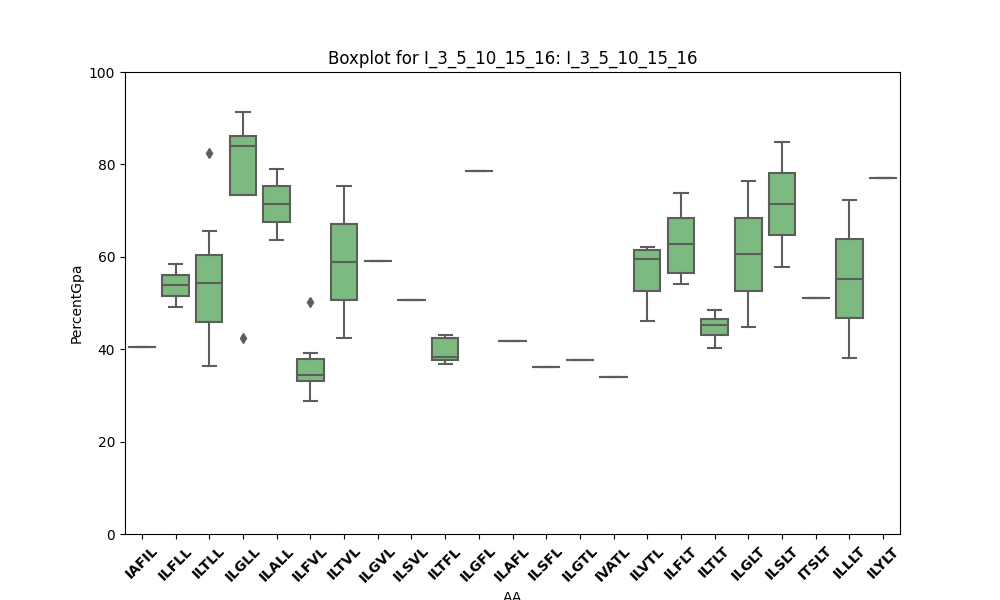 Boxplot for I_3_5_10_15_16: I_3_5_10_15_16
100
80
60
40
20
0
PercentGpa
IAFIL ILFLL ILTLL ILGLL ILALL ILFVL ILTVL ILGVL ILSVL ILTFL ILGFL ILAFL ILSFL ILGTL IVATL ILVTL ILFLT ILTLT ILGLT ILSLT ITSLT ILLLT ILYLT
AA